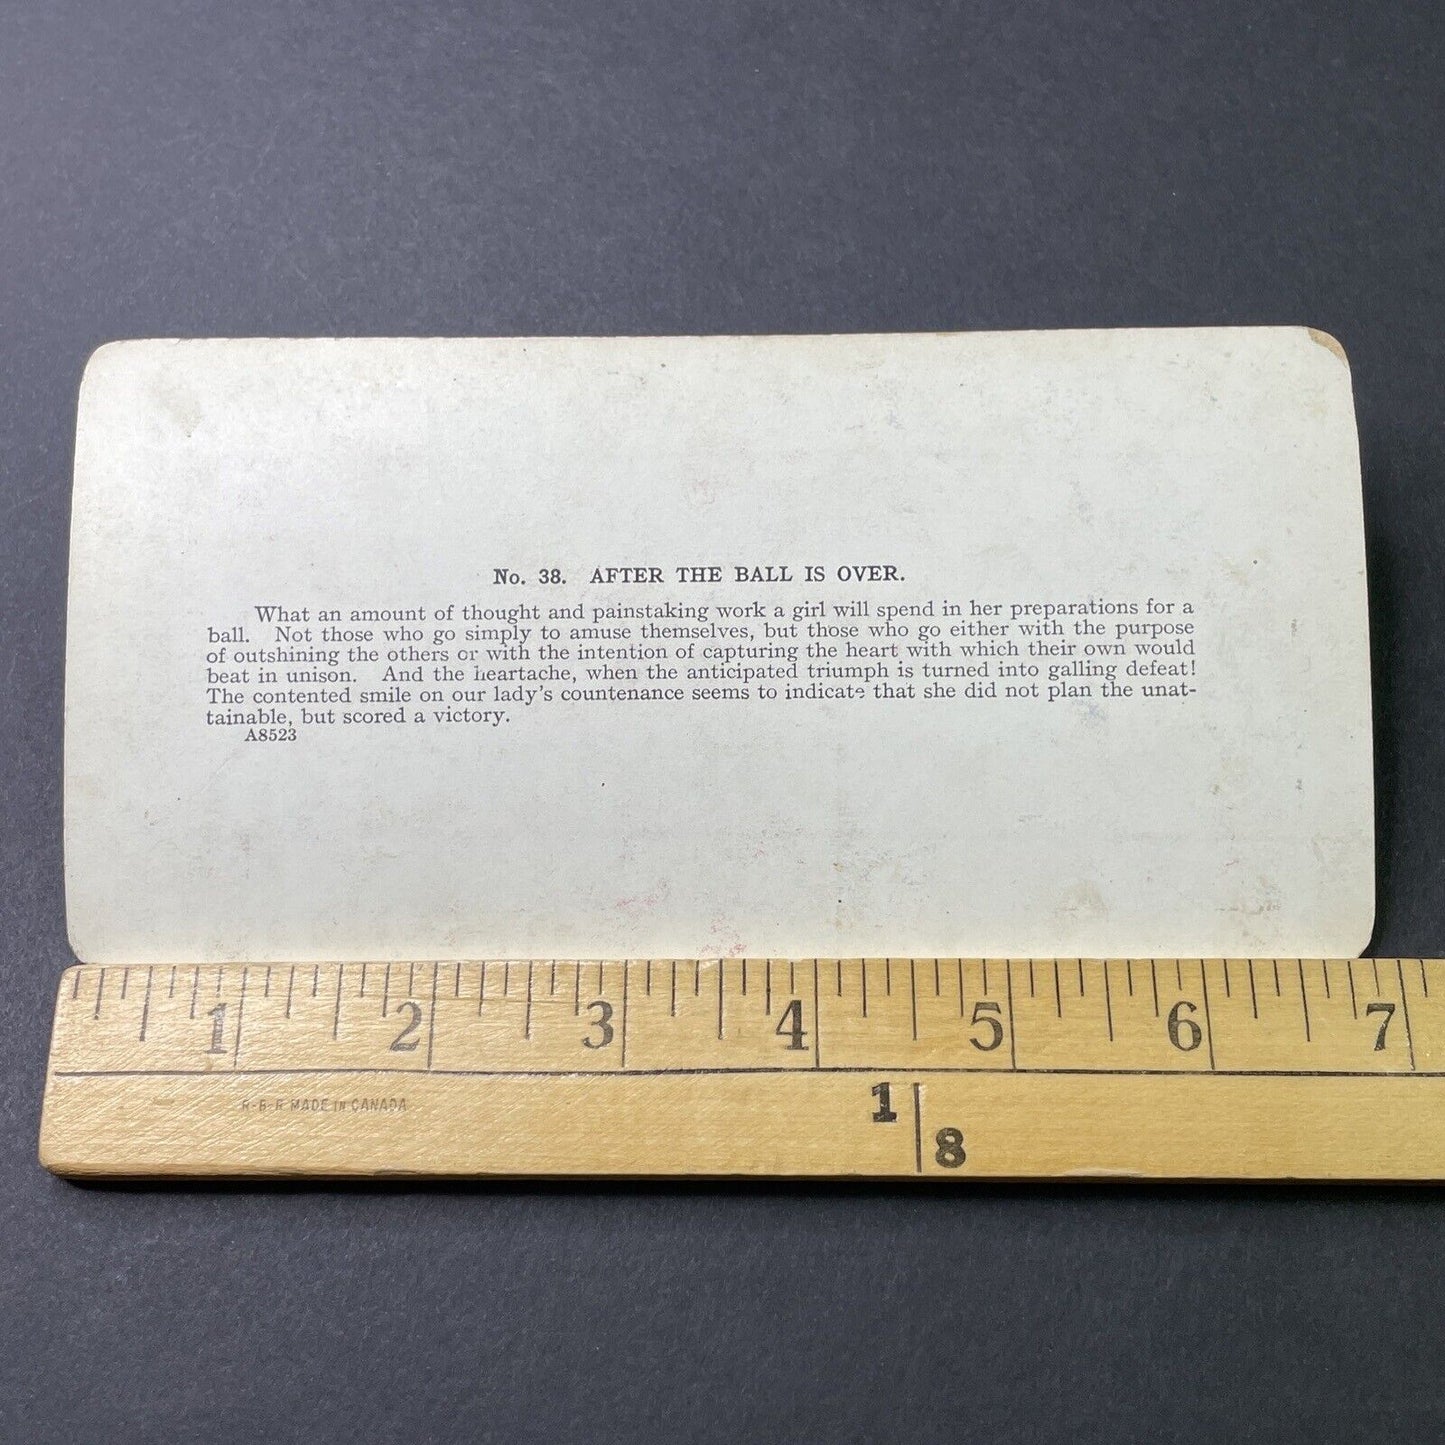 No. 38. AFTER THE BALL IS OVER.
What an amount of thought and painstaking work a girl will spend in her preparations for a
ball. Not those who go simply to amuse themselves, but those who go either with the purpose
of outshining the others or with the intention of capturing the heart with which their own would
beat in unison. And the heartache, when the anticipated triumph is turned into galling defeat!
The contented smile on our lady's countenance seems to indicate that she did not plan the unat-
tainable, but scored a victory.
A8523
1 2 3 4 5 6 7
R-B-R MADE IN CANADA
1
8